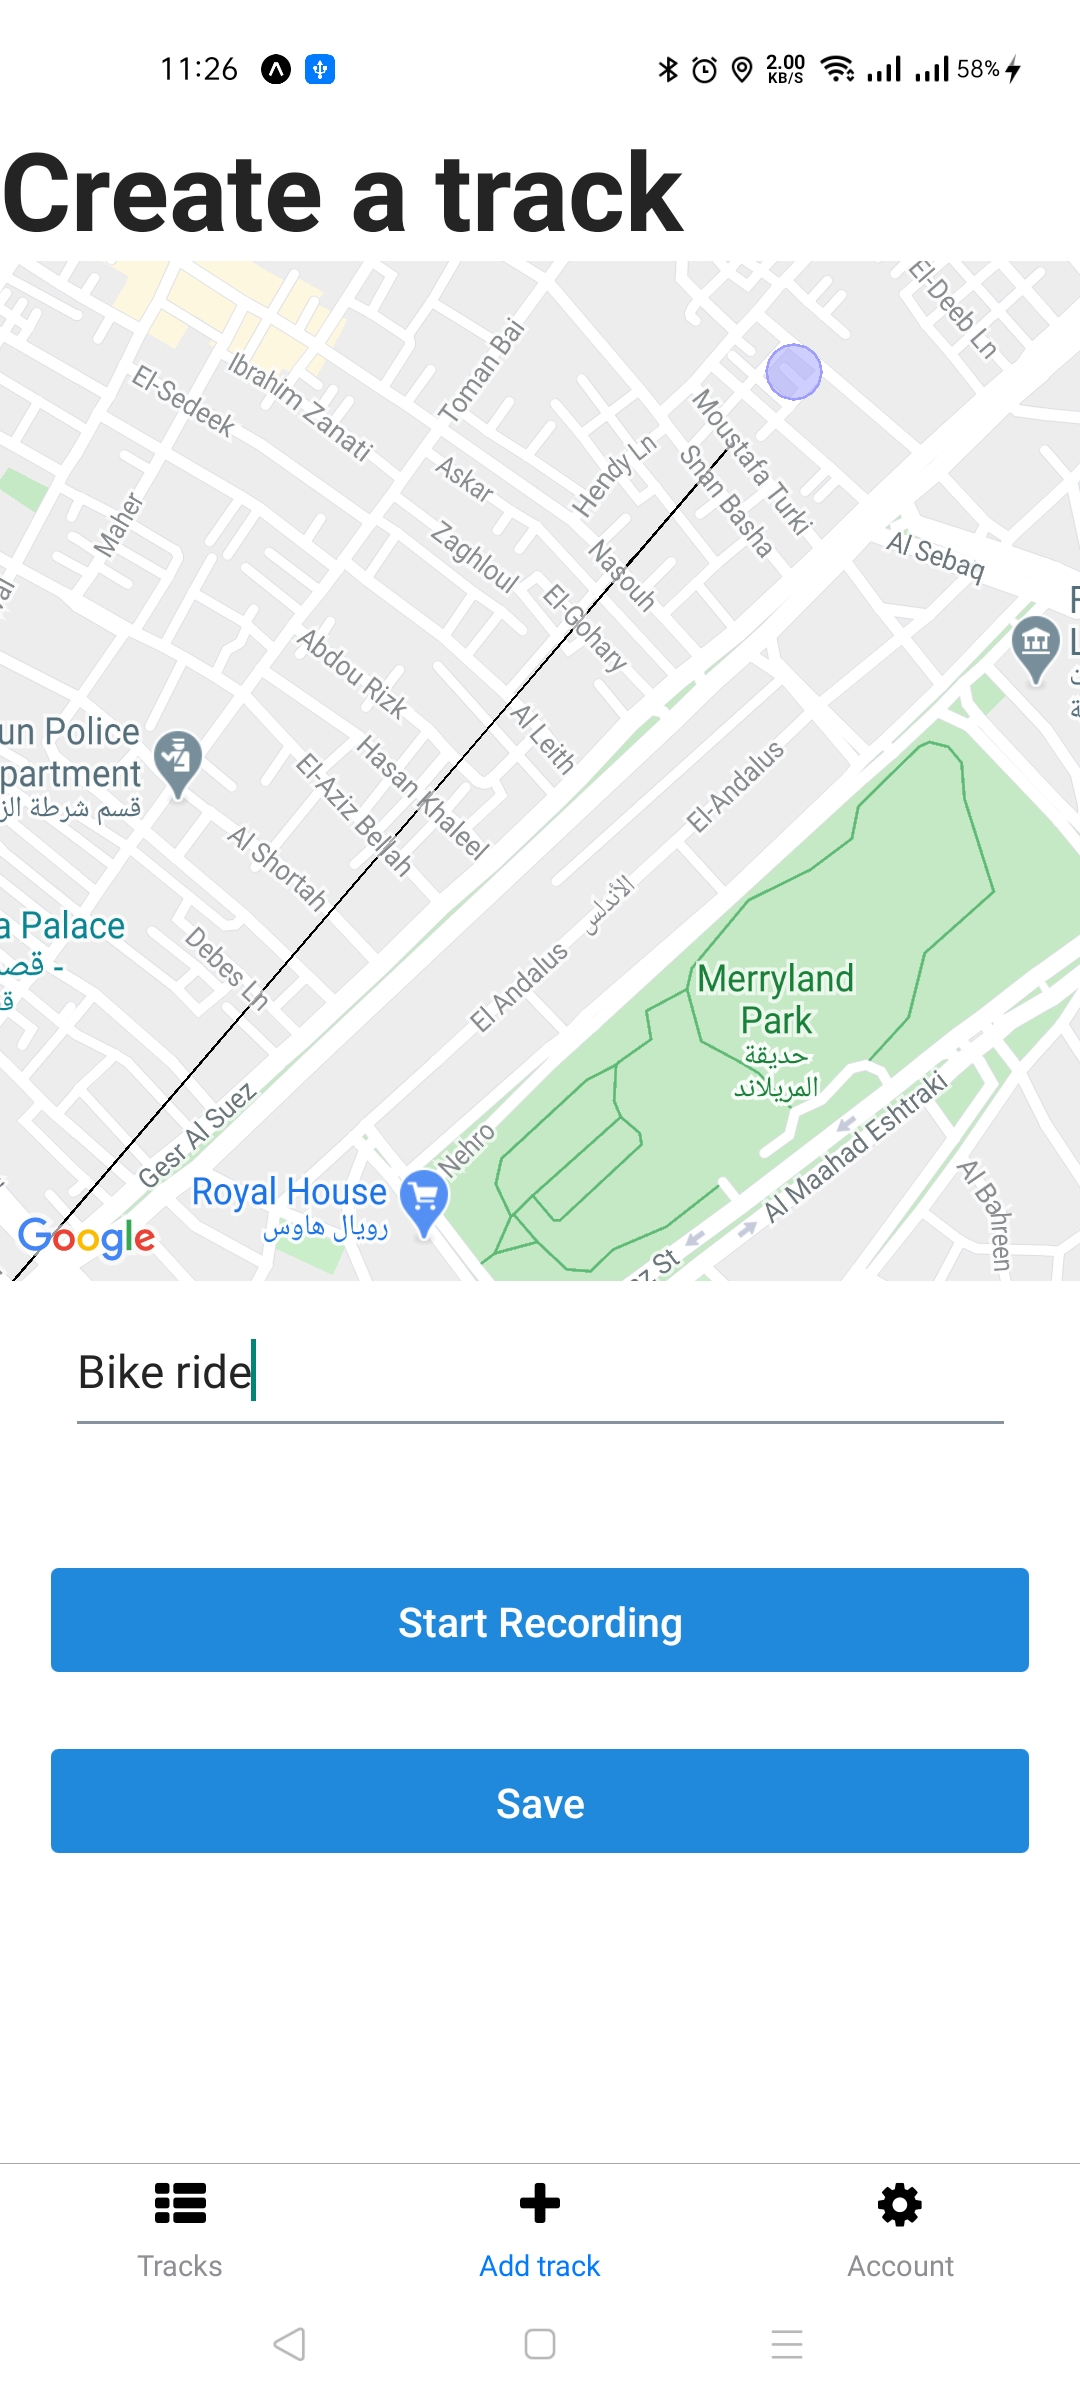 11:26
2.00
KB/S
58%
Create a track
El-Deeb Ln
Toman Bai
Ibrahim Zanati
El-Sedeek
Moustafa Turki
Hendy Ln
Snan Basha
Askar
Maher
Zaghloul
Nasouh
Al Sebaq
El-Gohary
Abdou Rizk
Al Leith
un Police
partment
قسم شرطة الز
Hasan Khaleel
El-Aziz Bellah
El-Andalus
Al Shortah
الأندلس
a Palace
قص -
Debes Ln
El Andalus
Merryland
Park
حديقة
الميريلاند
Gesr Al Suez
Al Maahad Eshtraki
Nehro
Royal House
رويال هاوس
Al Bahreen
oz St
Google
Bike ride
Start Recording
Save
Tracks
Add track
Account